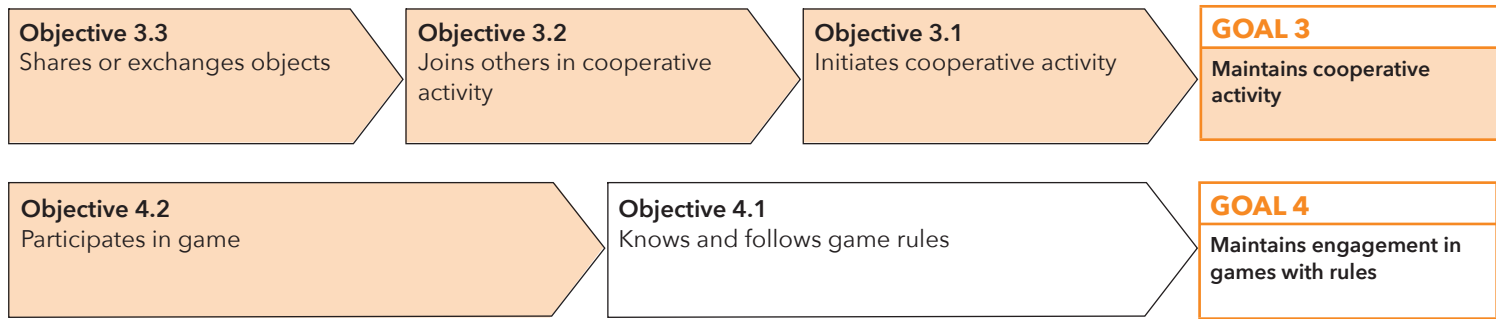 Objective 3.3
Shares or exchanges objects
Objective 3.2
Joins others in cooperative
activity
Objective 3.1
Initiates cooperative activity
GOAL 3
Maintains cooperative
activity
Objective 4.2
Participates in game
Objective 4.1
Knows and follows game rules
GOAL 4
Maintains engagement in
games with rules